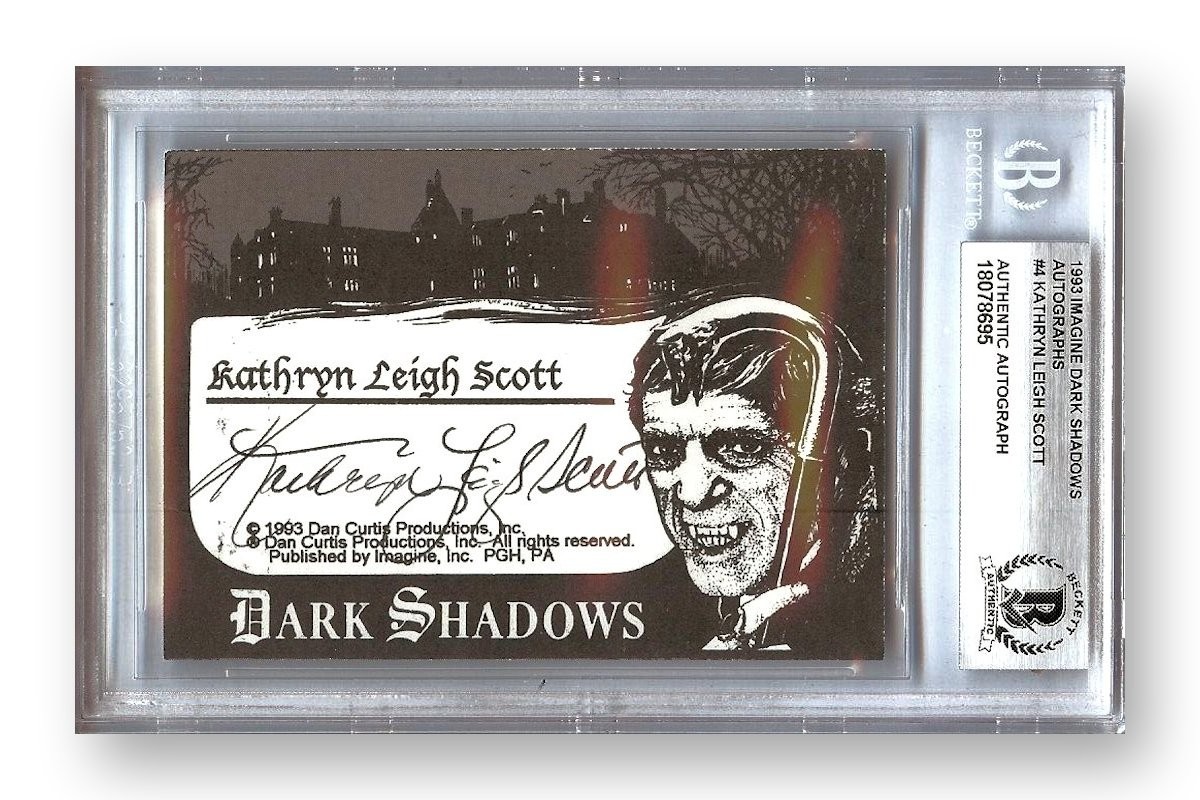 Kathryn Leigh Scott
Kathryn Leigh Scott
© 1993 Dan Curtis Productions, Inc.
® Dan Curtis Productions, Inc. All rights reserved.
Published by Imagine, Inc. PGH, PA
DARK SHADOWS
B
BECKETT®
1993 IMAGINE DARK SHADOWS
AUTOGRAPHS
#4 KATHRYN LEIGH SCOTT
AUTHENTIC AUTOGRAPH
18078695
BECKETT
B
AUTHENTIC